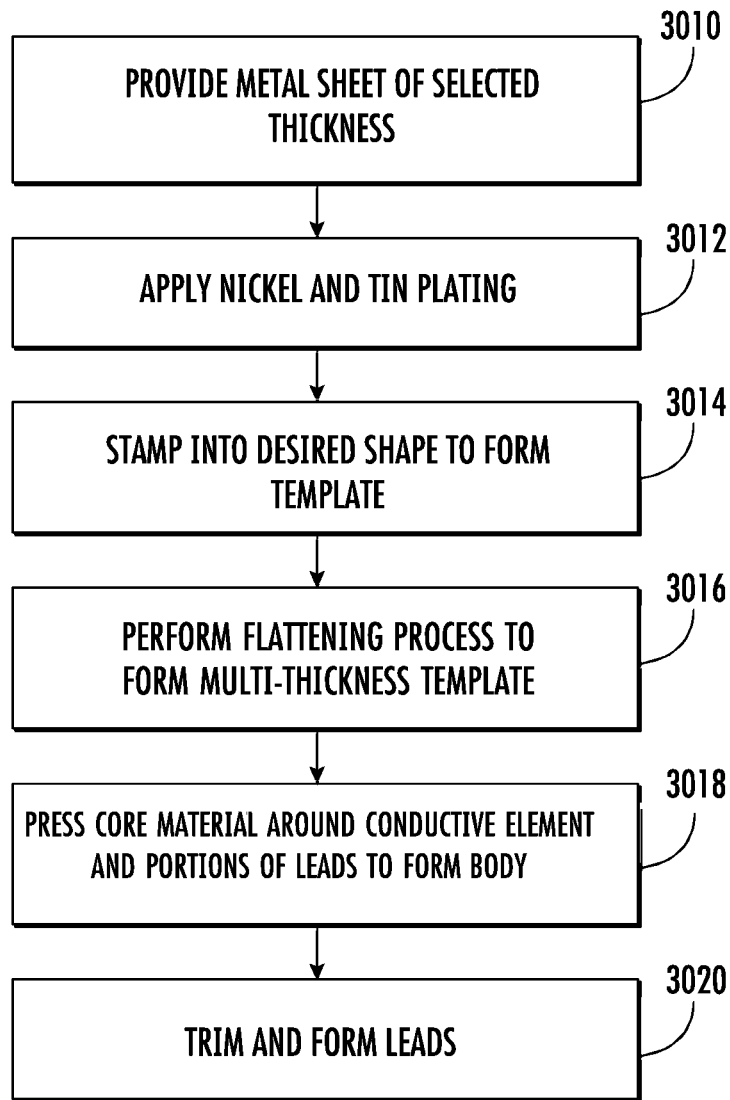 3010
PROVIDE METAL SHEET OF SELECTED
THICKNESS
3012
APPLY NICKEL AND TIN PLATING
3014
STAMP INTO DESIRED SHAPE TO FORM
TEMPLATE
3016
PERFORM FLATTENING PROCESS TO
FORM MULTI-THICKNESS TEMPLATE
3018
PRESS CORE MATERIAL AROUND CONDUCTIVE ELEMENT
AND PORTIONS OF LEADS TO FORM BODY
3020
TRIM AND FORM LEADS